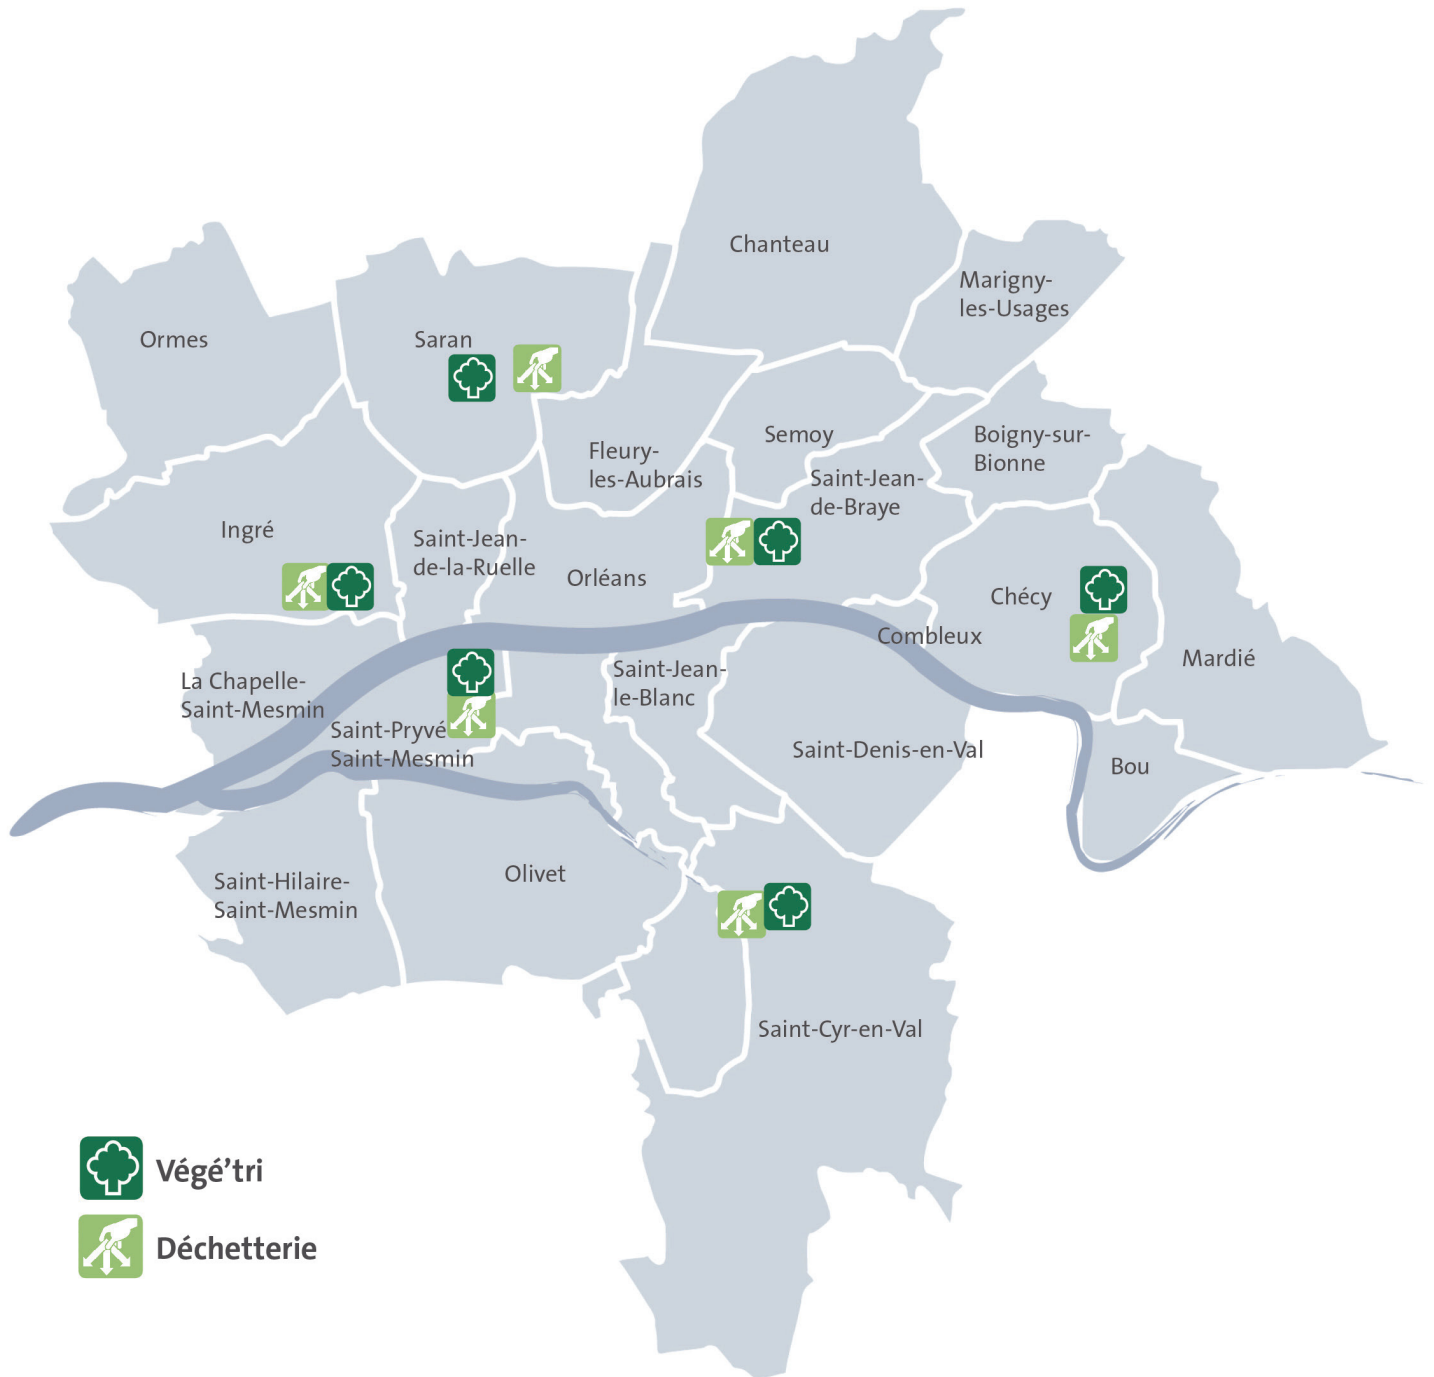 Chanteau
Marigny-
les-Usages
Ormes
Saran
Semoy
Boigny-sur-
Bionne
Fleury-
les-Aubrais
Saint-Jean-
de-Braye
Ingré
Saint-Jean-
de-la-Ruelle
Orléans
Chécy
Combleux
Mardié
La Chapelle-
Saint-Mesmin
Saint-Jean-
le-Blanc
Saint-Pryvé
Saint-Mesmin
Saint-Denis-en-Val
Bou
Saint-Hilaire-
Saint-Mesmin
Olivet
Saint-Cyr-en-Val
Végé’tri
Déchetterie